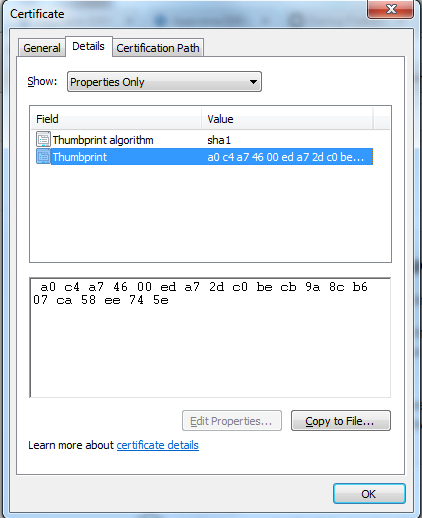 Certificate
General Details Certification Path
Show: Properties Only
Field Value
Thumbprint algorithm sha1
Thumbprint a0 c4 a7 46 00 ed a7 2d c0 be...
a0 c4 a7 46 00 ed a7 2d c0 be cb 9a 8c b6
07 ca 58 ee 74 5e
Edit Properties... Copy to File...
Learn more about certificate details
OK